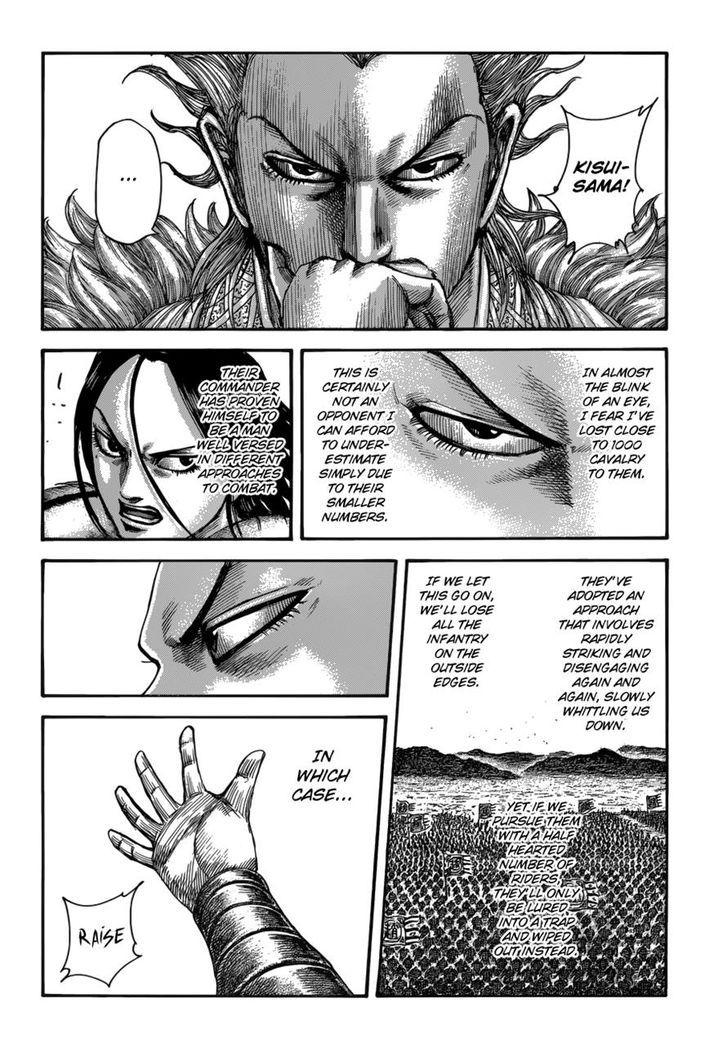 KISUI-
SAMA!
...
IN ALMOST
THE BLINK
OF AN EYE,
I FEAR I'VE
LOST CLOSE
TO 1000
CAVALRY
TO THEM.
THIS IS
CERTAINLY
NOT AN
OPPONENT I
CAN AFFORD
TO UNDER-
ESTIMATE
SIMPLY DUE
TO THEIR
SMALLER
NUMBERS.
THEIR
COMMANDER
HAS PROVEN
HIMSELF TO
BE A MAN
WELL VERSED
IN DIFFERENT
APPROACHES
TO COMBAT.
THEY'VE
ADOPTED AN
APPROACH
THAT INVOLVES
RAPIDLY
STRIKING AND
DISENGAGING
AGAIN AND
AGAIN, SLOWLY
WHITTLING US
DOWN.
IF WE LET
THIS GO ON,
WE'LL LOSE
ALL THE
INFANTRY
ON THE
OUTSIDE
EDGES.
YET IF WE
PURSUE THEM
WITH A HALF
HEARTED
NUMBER OF
RIDERS,
THEY'LL ONLY
BE LURED
INTO A TRAP
AND WIPED
OUT INSTEAD.
IN
WHICH
CASE...
RAISE